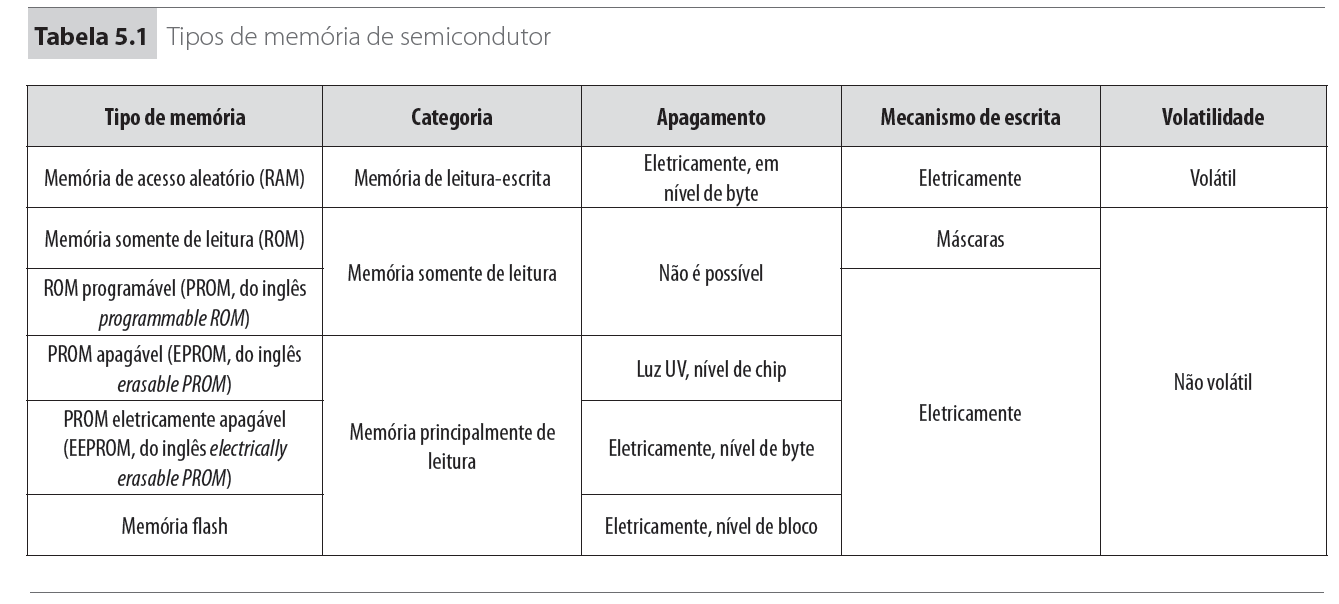 Tabela 5.1 Tipos de memória de semicondutor
Tipo de memória
Categoria
Apagamento
Mecanismo de escrita
Volatilidade
Memória de acesso aleatório (RAM)
Memória de leitura-escrita
Eletricamente, em
nível de byte
Eletricamente
Volátil
Memória somente de leitura (ROM)
Memória somente de leitura
Não é possível
Máscaras
Não volátil
ROM programável (PROM, do inglês
programmable ROM)
Eletricamente
PROM apagável (EPROM, do inglês
erasable PROM)
Memória principalmente de
leitura
Luz UV, nível de chip
PROM eletricamente apagável
(EEPROM, do inglês electrically
erasable PROM)
Eletricamente, nível de byte
Memória flash
Eletricamente, nível de bloco